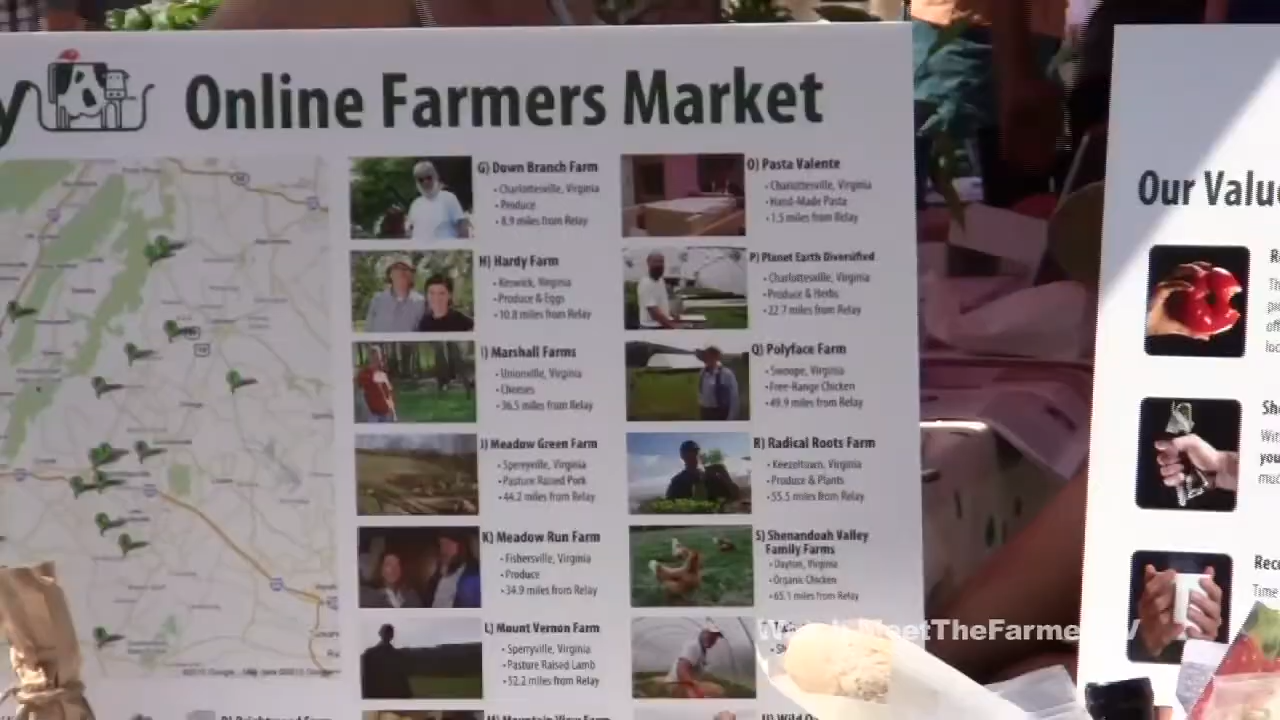 y Online Farmers Market
G) Down Branch Farm
• Charlottesville, Virginia
• Produce
• 8.9 miles from Relay
H) Hardy Farm
• Keswick, Virginia
• Produce & Eggs
• 10.8 miles from Relay
I) Marshall Farms
• Unionville, Virginia
• Cheeses
• 36.5 miles from Relay
J) Meadow Green Farm
• Sperryville, Virginia
• Pasture Raised Pork
• 44.2 miles from Relay
K) Meadow Run Farm
• Fishersville, Virginia
• Produce
• 34.9 miles from Relay
L) Mount Vernon Farm
• Sperryville, Virginia
• Pasture Raised Lamb
• 52.2 miles from Relay
M) Mountain View Farm
O) Pasta Valente
• Charlottesville, Virginia
• Hand-Made Pasta
• 1.5 miles from Relay
P) Planet Earth Diversified
• Charlottesville, Virginia
• Produce & Herbs
• 22.7 miles from Relay
Q) Polyface Farm
• Swoope, Virginia
• Free-Range Chicken
• 49.9 miles from Relay
R) Radical Roots Farm
• Keezeltown, Virginia
• Produce & Plants
• 55.5 miles from Relay
S) Shenandoah Valley
Family Farms
• Dayton, Virginia
• Organic Chicken
• 65.1 miles from Relay
U) Wild
Our Valu
you
Rec
Time
MeetTheFarme